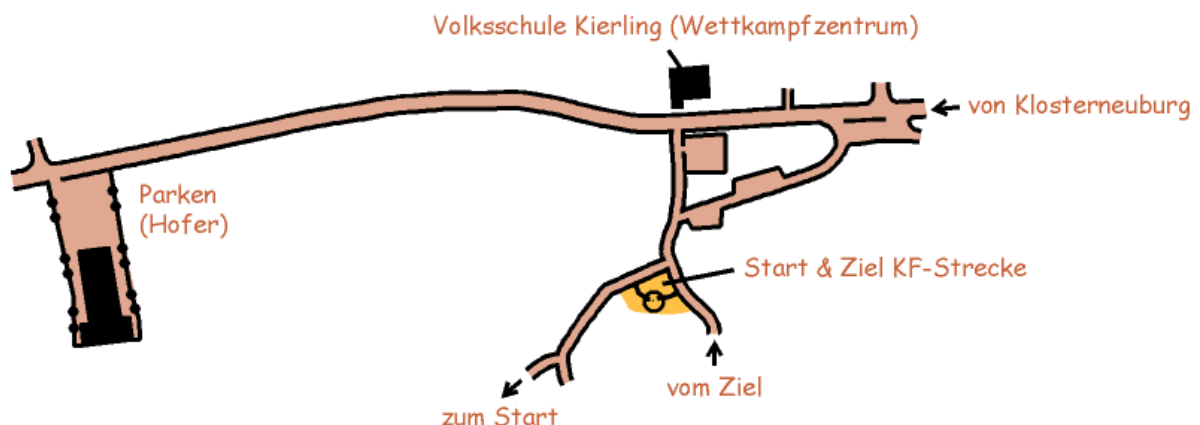 Volksschule Kierling (Wettkampfzentrum)
von Klosterneuburg
Parken
(Hofer)
Start & Ziel KF-Strecke
vom Ziel
zum Start